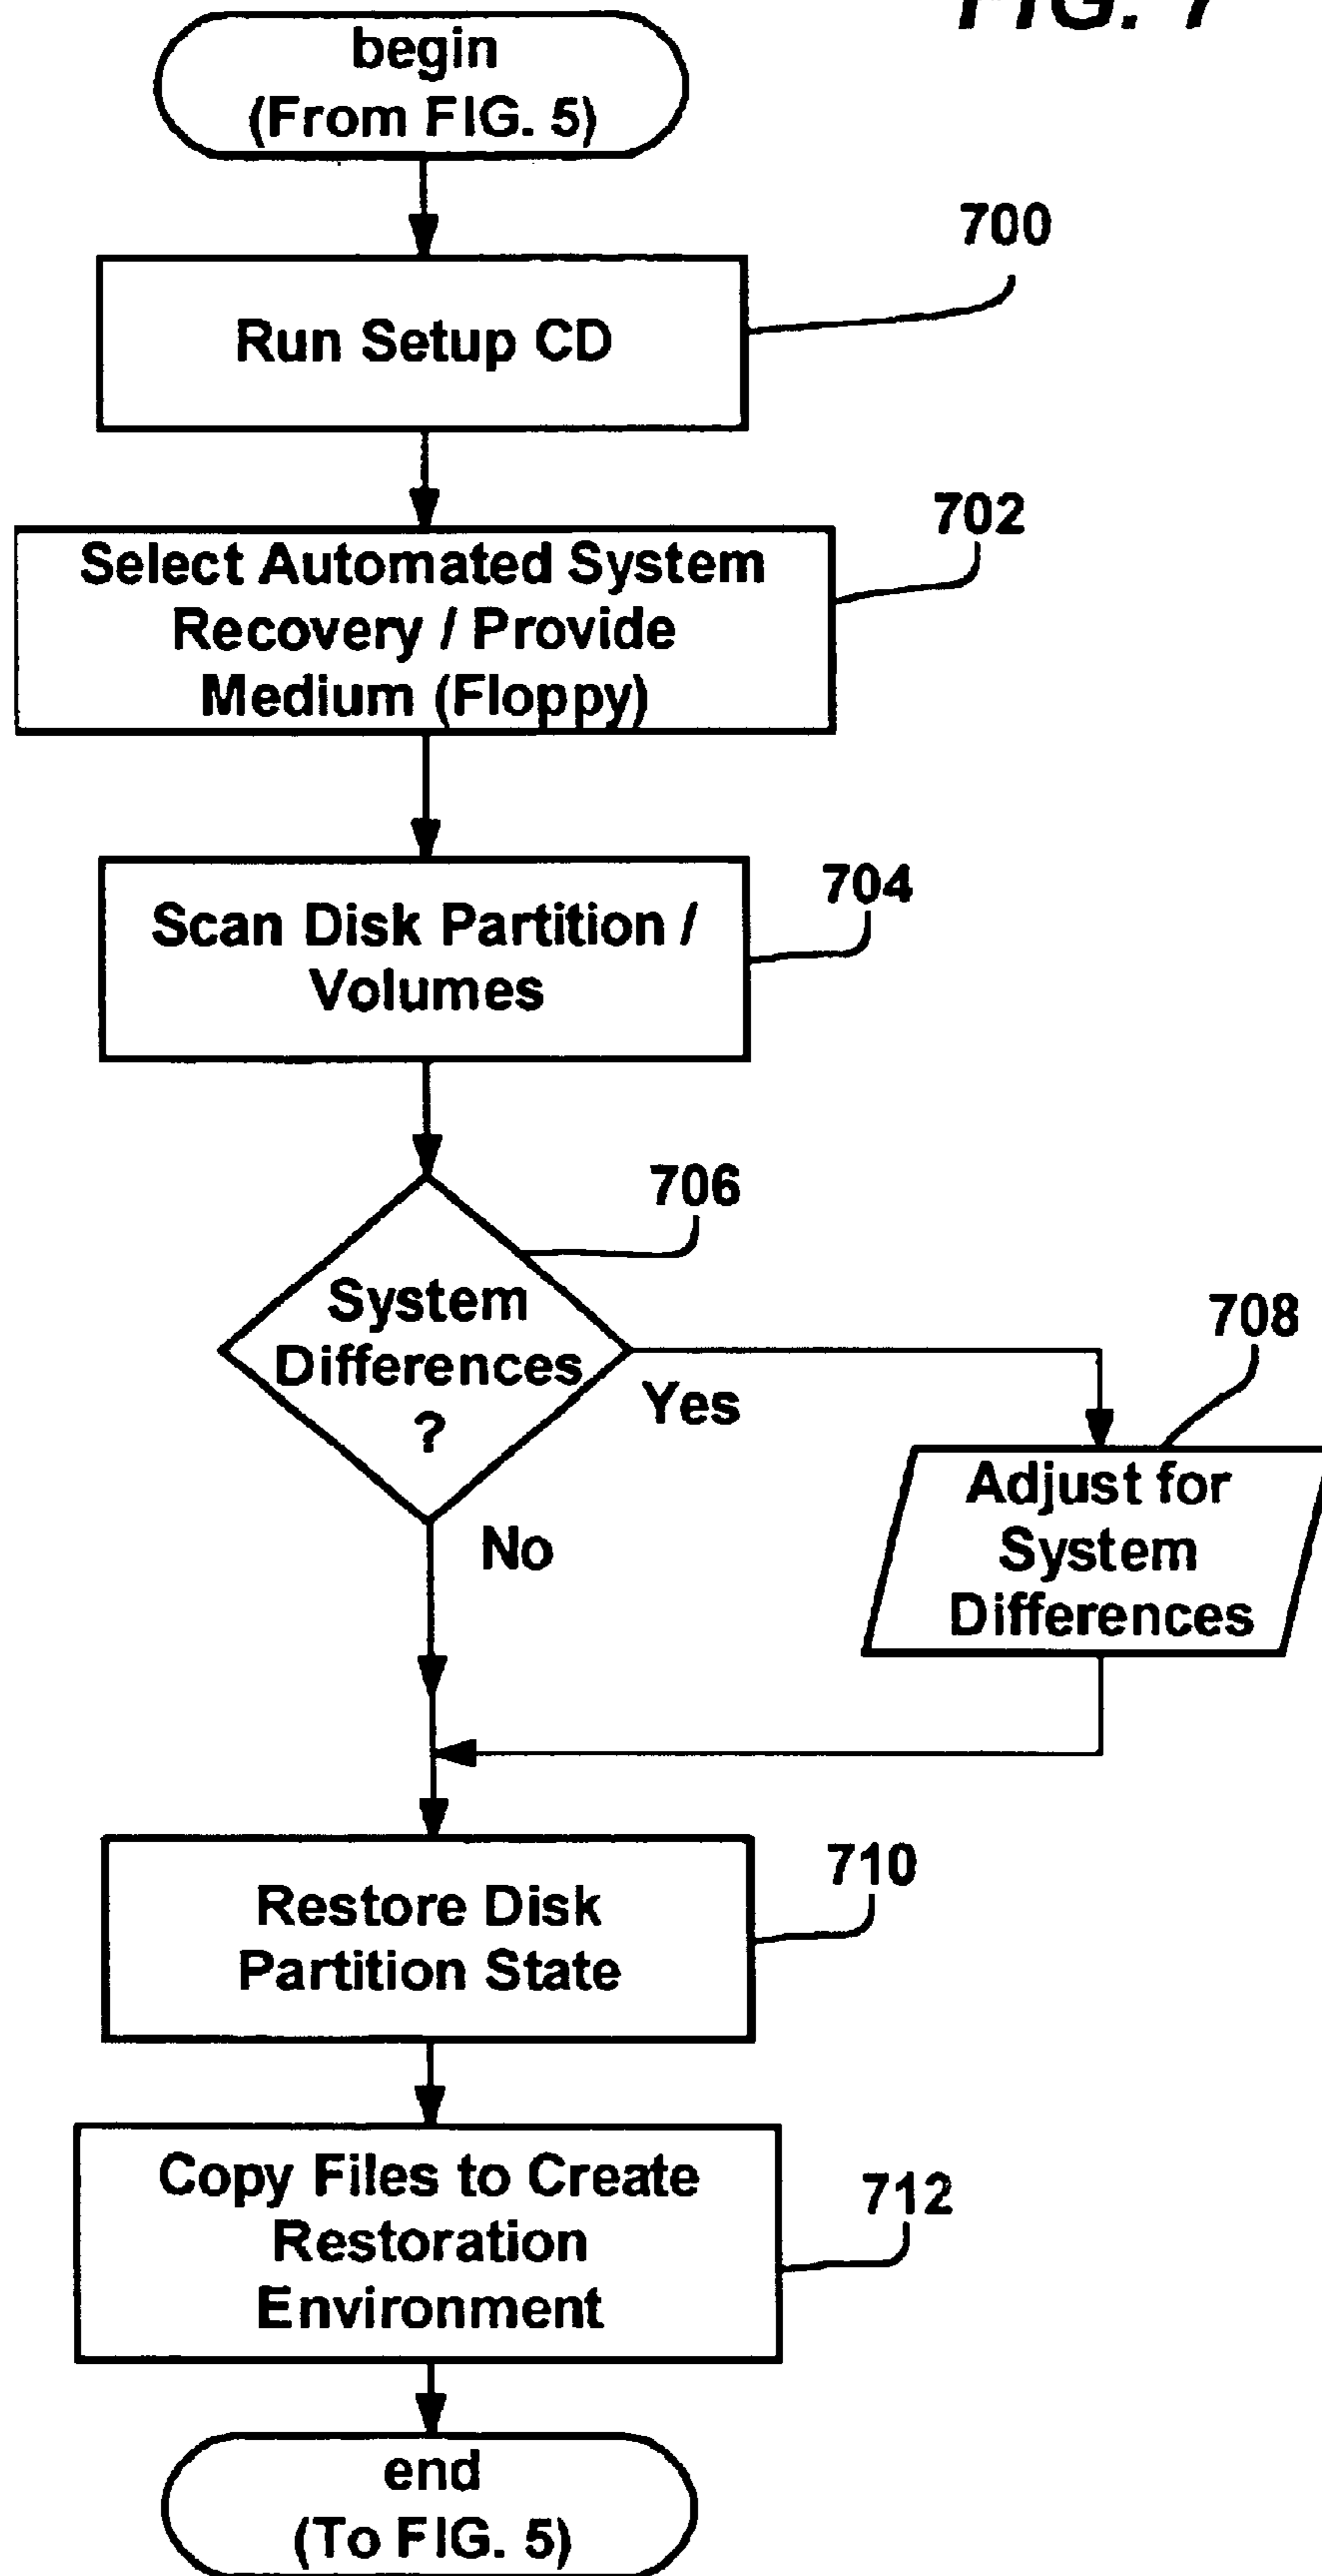 FIG. 7
begin
(From FIG. 5)
700
Run Setup CD
702
Select Automated System
Recovery / Provide
Medium (Floppy)
704
Scan Disk Partition /
Volumes
706
System
Differences
?
Yes
No
708
Adjust for
System
Differences
710
Restore Disk
Partition State
712
Copy Files to Create
Restoration
Environment
end
(To FIG. 5)